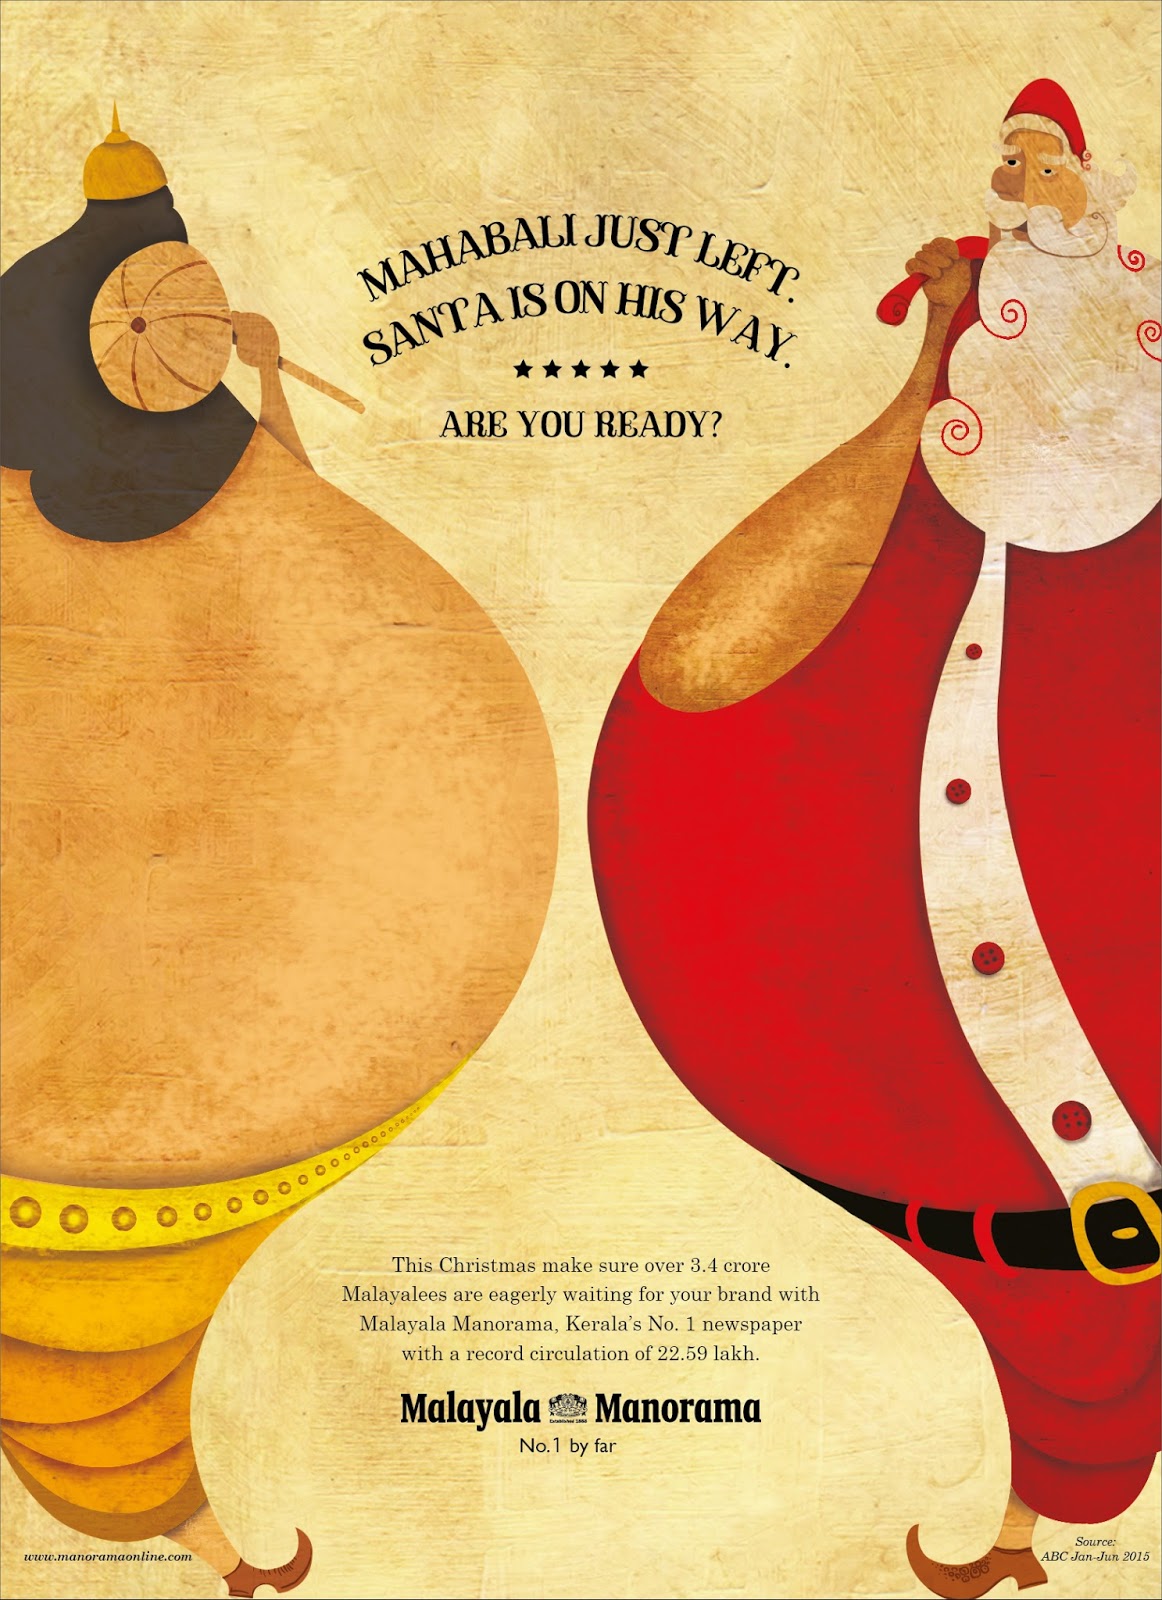 MAHABALI JUST LEFT.
SANTA IS ON HIS WAY.
ARE YOU READY?
This Christmas make sure over 3.4 crore
Malayalees are eagerly waiting for your brand with
Malayala Manorama, Kerala's No. 1 newspaper
with a record circulation of 22.59 lakh.
Malayala Manorama
Established 1888
No.1 by far
www.manoramaonline.com
Source:
ABC Jan-Jun 2015